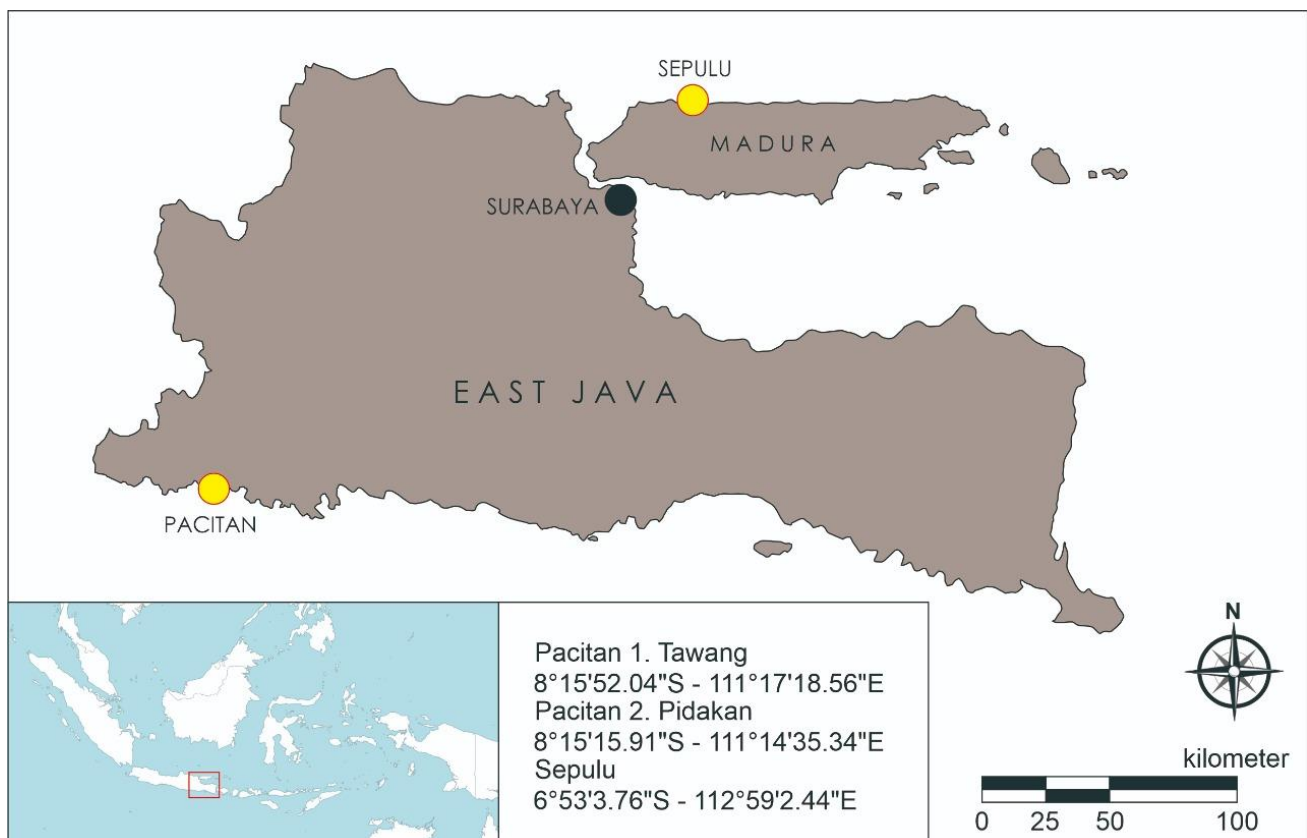 SEPULU
MADURA
SURABAYA
EAST JAVA
PACITAN
Pacitan 1. Tawang
8°15'52.04"S - 111°17'18.56"E
Pacitan 2. Pidakan
8°15'15.91"S - 111°14'35.34"E
Sepulu
6°53'3.76"S - 112°59'2.44"E
N
kilometer
0 25 50 100